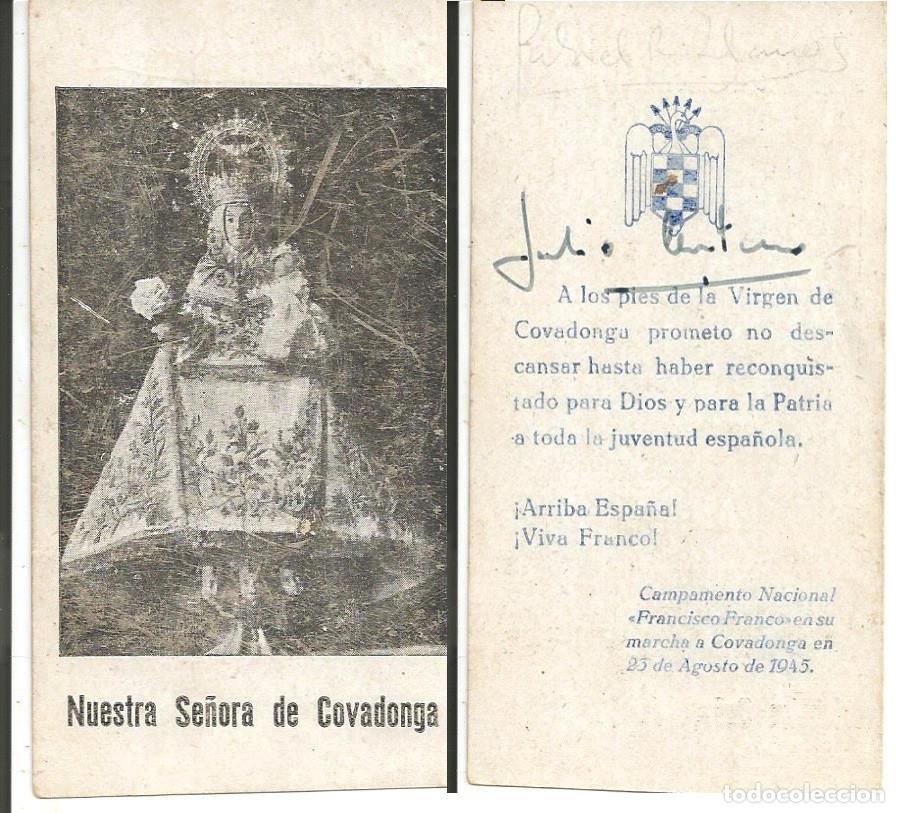 Nuestra Señora de Covadonga
Julio
A los pies de la Virgen de
Covadonga prometo no des-
cansar hasta haber reconquis-
tado para Dios y para la Patria
a toda la juventud española.
¡Arriba España!
¡Viva Franco!
Campamento Nacional
«Francisco Franco» en su
marcha a Covadonga en
23 de Agosto de 1945.
todocoleccion